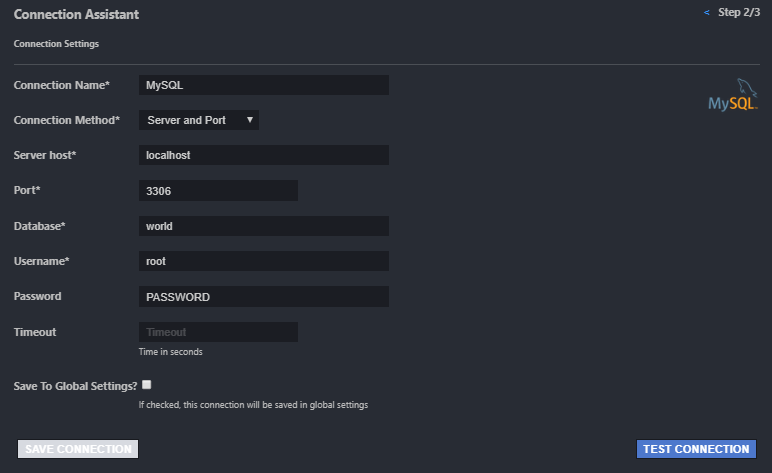 Connection Assistant
< Step 2/3
Connection Settings
Connection Name* MySQL
MySQL™
Connection Method* Server and Port ▼
Server host* localhost
Port* 3306
Database* world
Username* root
Password PASSWORD
Timeout Timeout
Time in seconds
Save To Global Settings?
If checked, this connection will be saved in global settings
SAVE CONNECTION
TEST CONNECTION